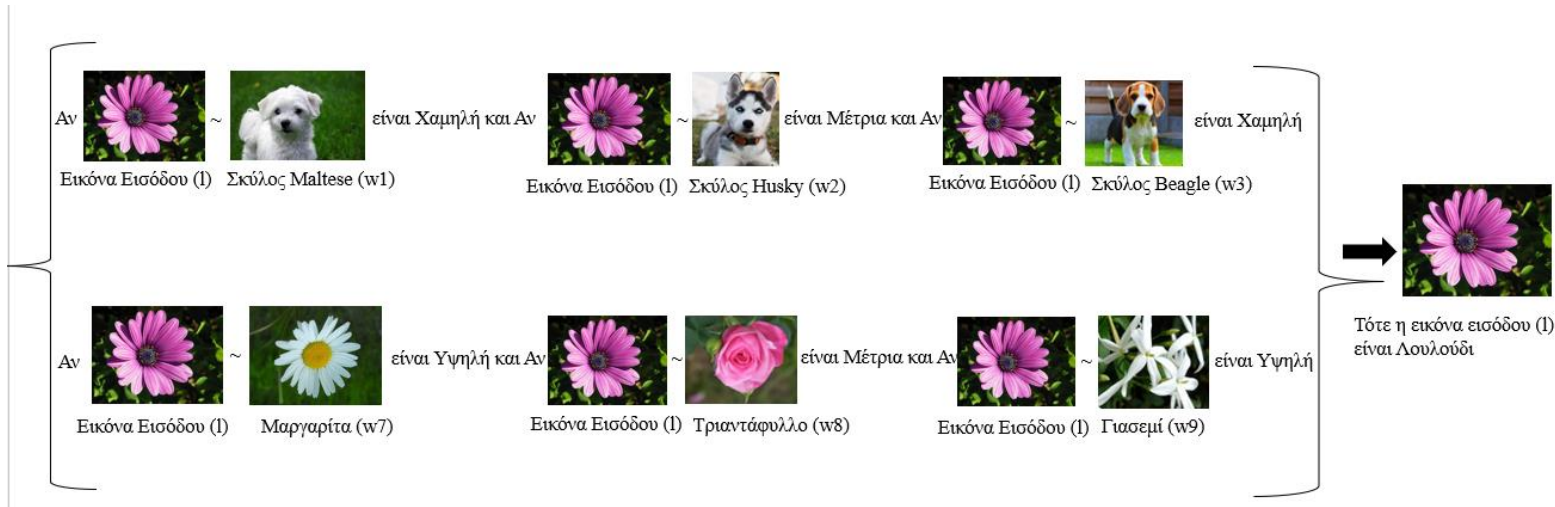 Αν ~ είναι Χαμηλή και Αν ~ είναι Μέτρια και Αν ~ είναι Χαμηλή
Εικόνα Εισόδου (l) Σκύλος Maltese (w1) Εικόνα Εισόδου (l) Σκύλος Husky (w2) Εικόνα Εισόδου (l) Σκύλος Beagle (w3)
Αν ~ είναι Υψηλή και Αν ~ είναι Μέτρια και Αν ~ είναι Υψηλή
Εικόνα Εισόδου (l) Μαργαρίτα (w7) Εικόνα Εισόδου (l) Τριαντάφυλλο (w8) Εικόνα Εισόδου (l) Γιασεμί (w9)
Τότε η εικόνα εισόδου (l)
είναι Λουλούδι